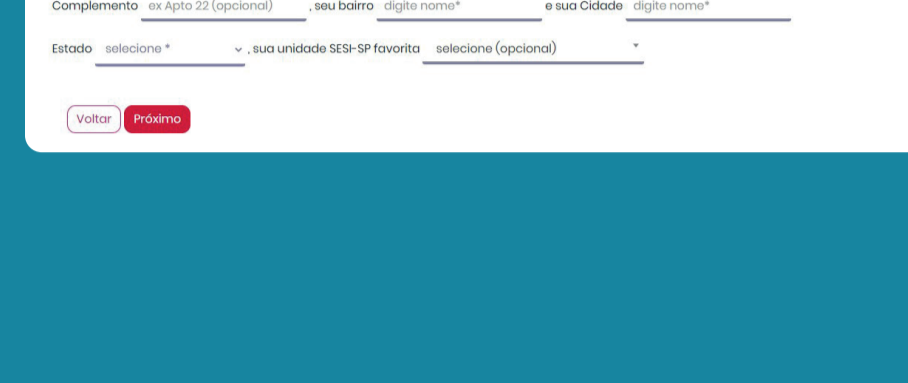 Complemento ex Apto 22 (opcional) , seu bairro digite nome* e sua Cidade digite nome*
Estado selecione * , sua unidade SESI-SP favorita selecione (opcional)
Voltar Próximo